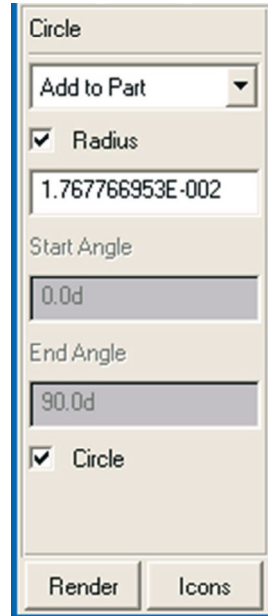 Circle
Add to Part
Radius
1.767766953E-002
Start Angle
0.0d
End Angle
90.0d
Circle
Render Icons